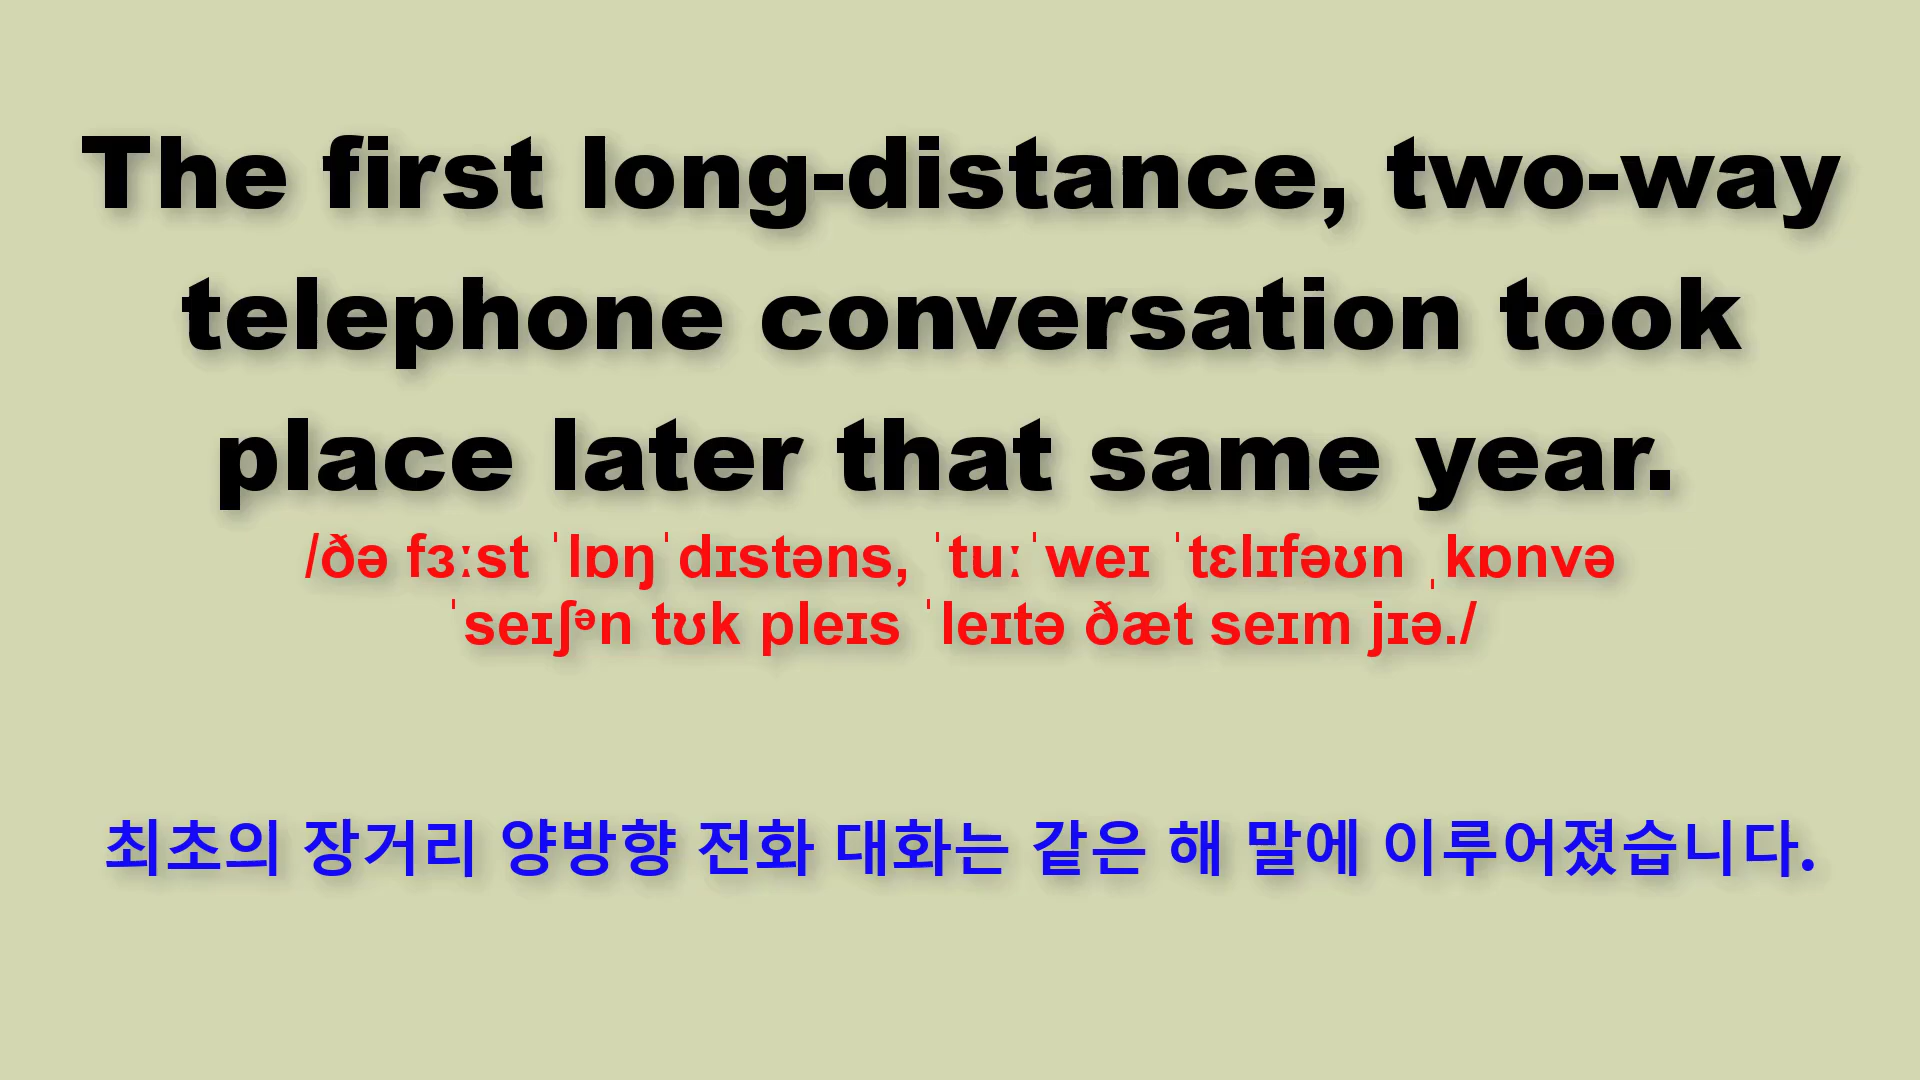 The first long-distance, two-way
telephone conversation took
place later that same year.
/ðə fɜːst ˈlɒŋˈdɪstəns, ˈtuːˈweɪ ˈtɛlɪfəʊn ˌkɒnvə
ˈseɪʃᵊn tʊk pleɪs ˈleɪtə ðæt seɪm jɪə./
최초의 장거리 양방향 전화 대화는 같은 해 말에 이루어졌습니다.